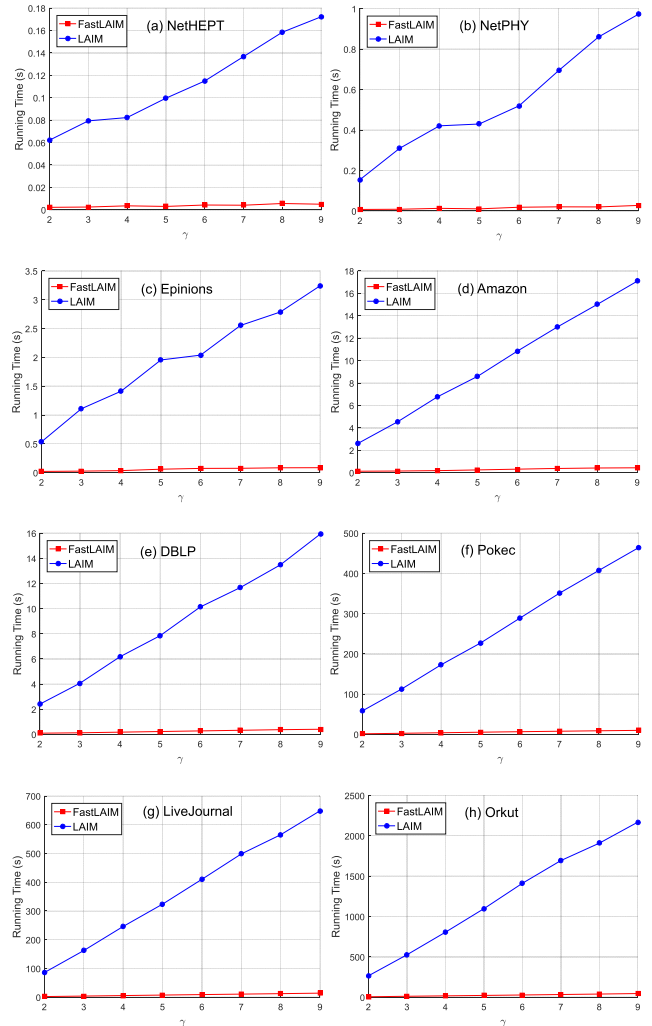 (a) NetHEPT
FastLAIM
LAIM
Running Time (s)
0.18
0.16
0.14
0.12
0.1
0.08
0.06
0.04
0.02
0
2 3 4 5 6 7 8 9
γ
(b) NetPHY
FastLAIM
LAIM
Running Time (s)
1
0.8
0.6
0.4
0.2
0
2 3 4 5 6 7 8 9
γ
(c) Epinions
FastLAIM
LAIM
Running Time (s)
3.5
3
2.5
2
1.5
1
0.5
0
2 3 4 5 6 7 8 9
γ
(d) Amazon
FastLAIM
LAIM
Running Time (s)
18
16
14
12
10
8
6
4
2
0
2 3 4 5 6 7 8 9
γ
(e) DBLP
FastLAIM
LAIM
Running Time (s)
16
14
12
10
8
6
4
2
0
2 3 4 5 6 7 8 9
γ
(f) Pokec
FastLAIM
LAIM
Running Time (s)
500
400
300
200
100
0
2 3 4 5 6 7 8 9
γ
(g) LiveJournal
FastLAIM
LAIM
Running Time (s)
700
600
500
400
300
200
100
0
2 3 4 5 6 7 8 9
γ
(h) Orkut
FastLAIM
LAIM
Running Time (s)
2500
2000
1500
1000
500
0
2 3 4 5 6 7 8 9
γ